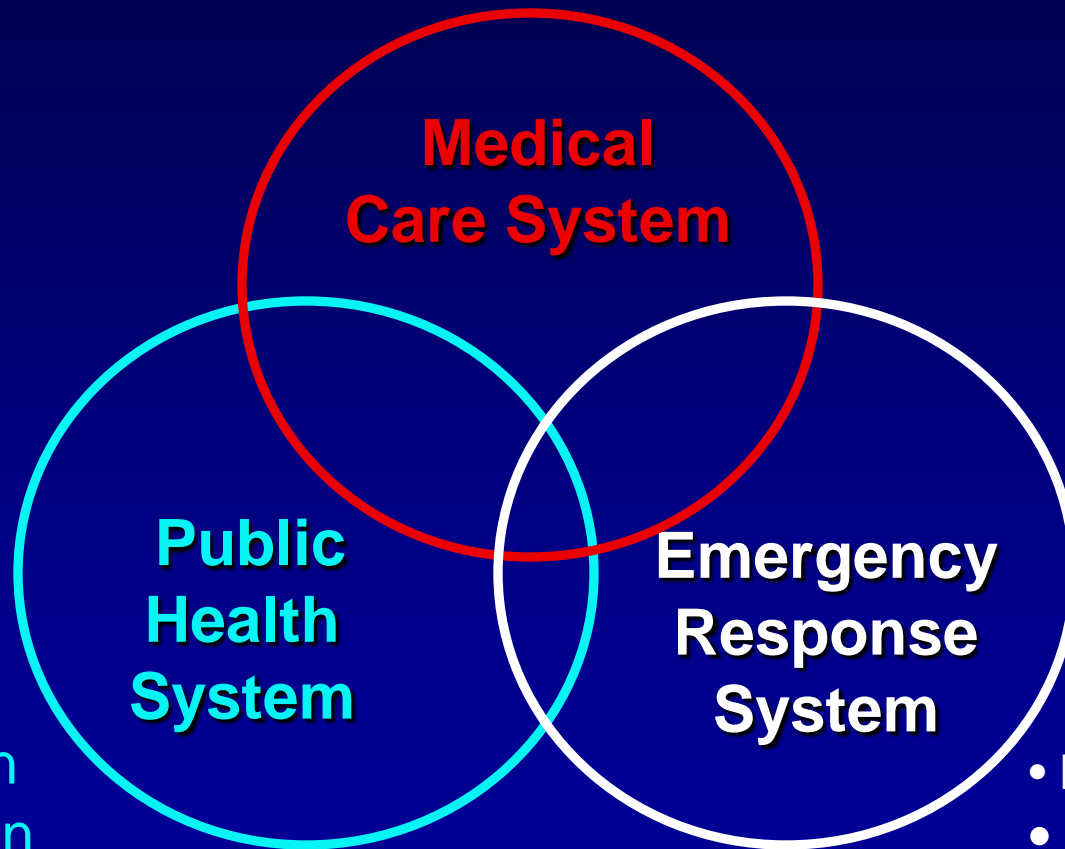 Medical
Care System
Public
Health
System
Emergency
Response
System
•
•